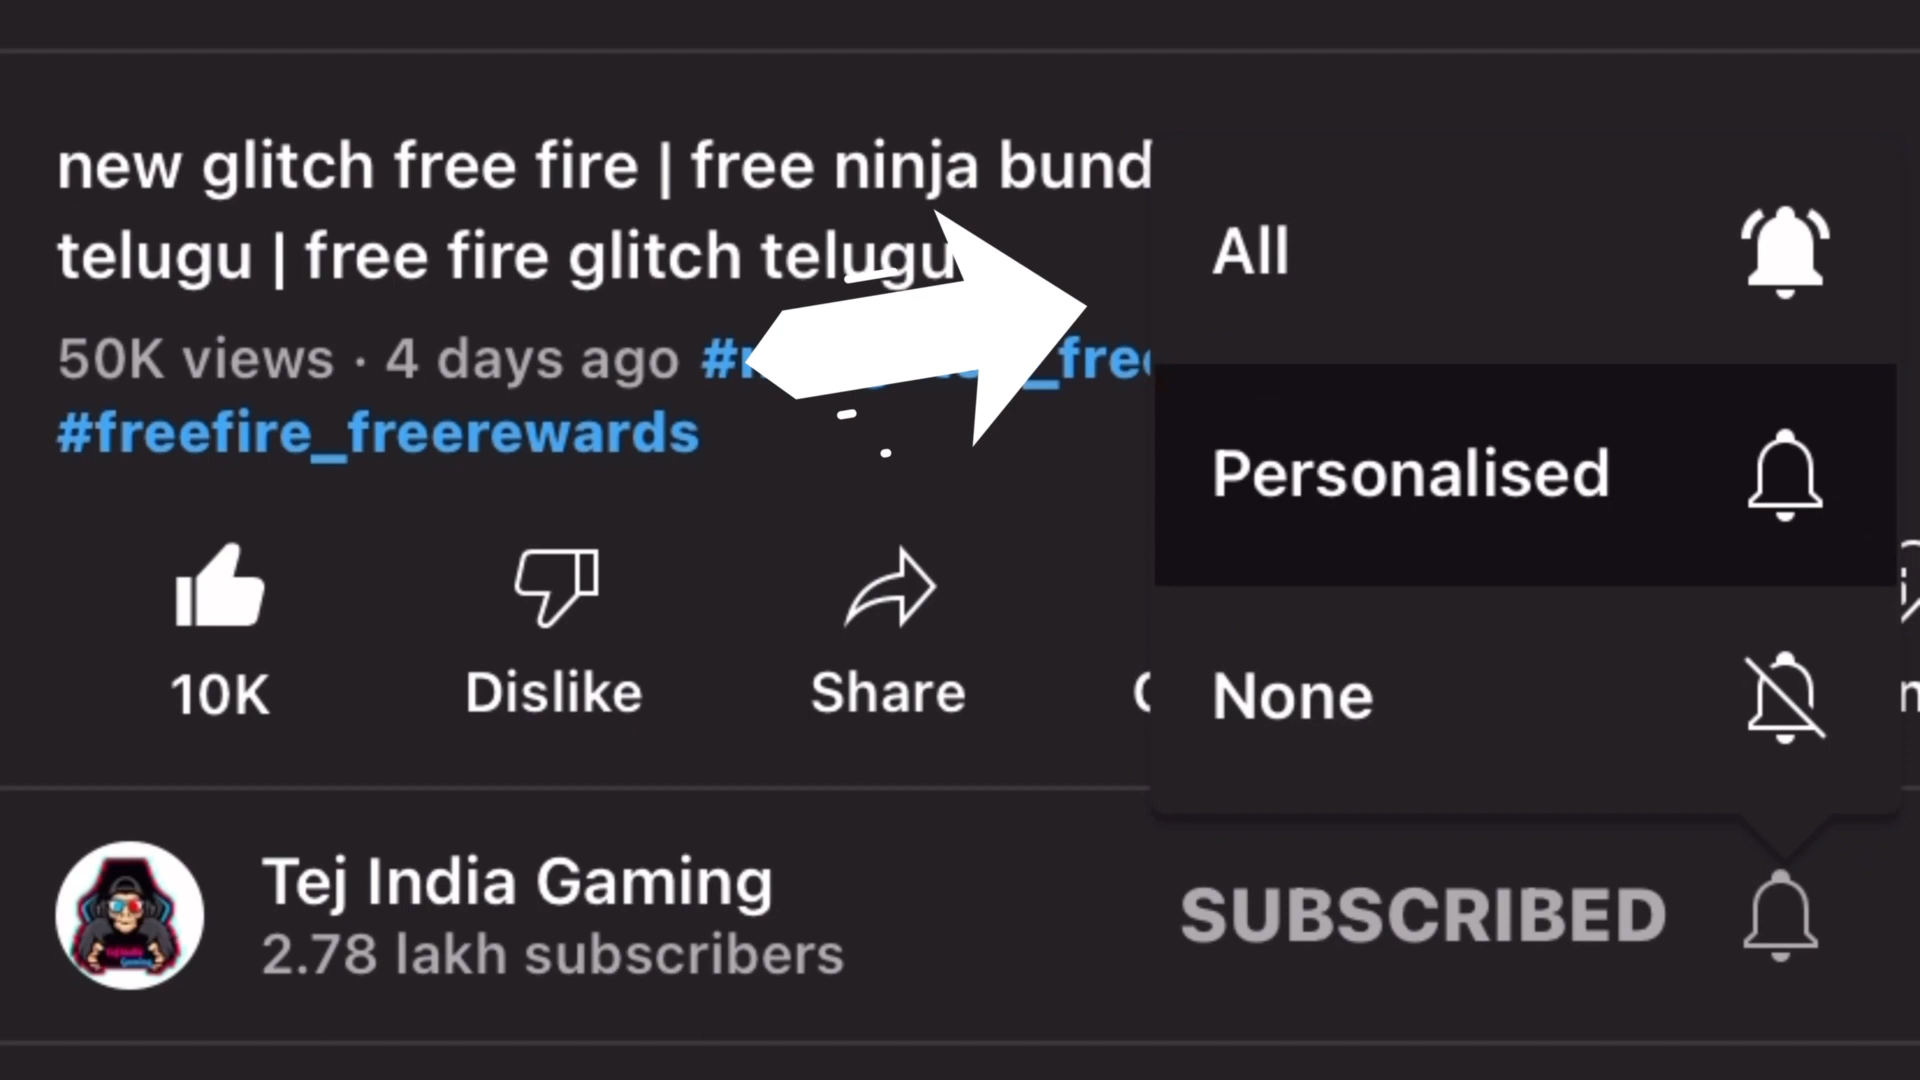 new glitch free fire | free ninja bund
telugu | free fire glitch telugu
50K views · 4 days ago
#freefire_freerewards
10K
Dislike
Share
All
Personalised
None
Tej India Gaming
2.78 lakh subscribers
SUBSCRIBED